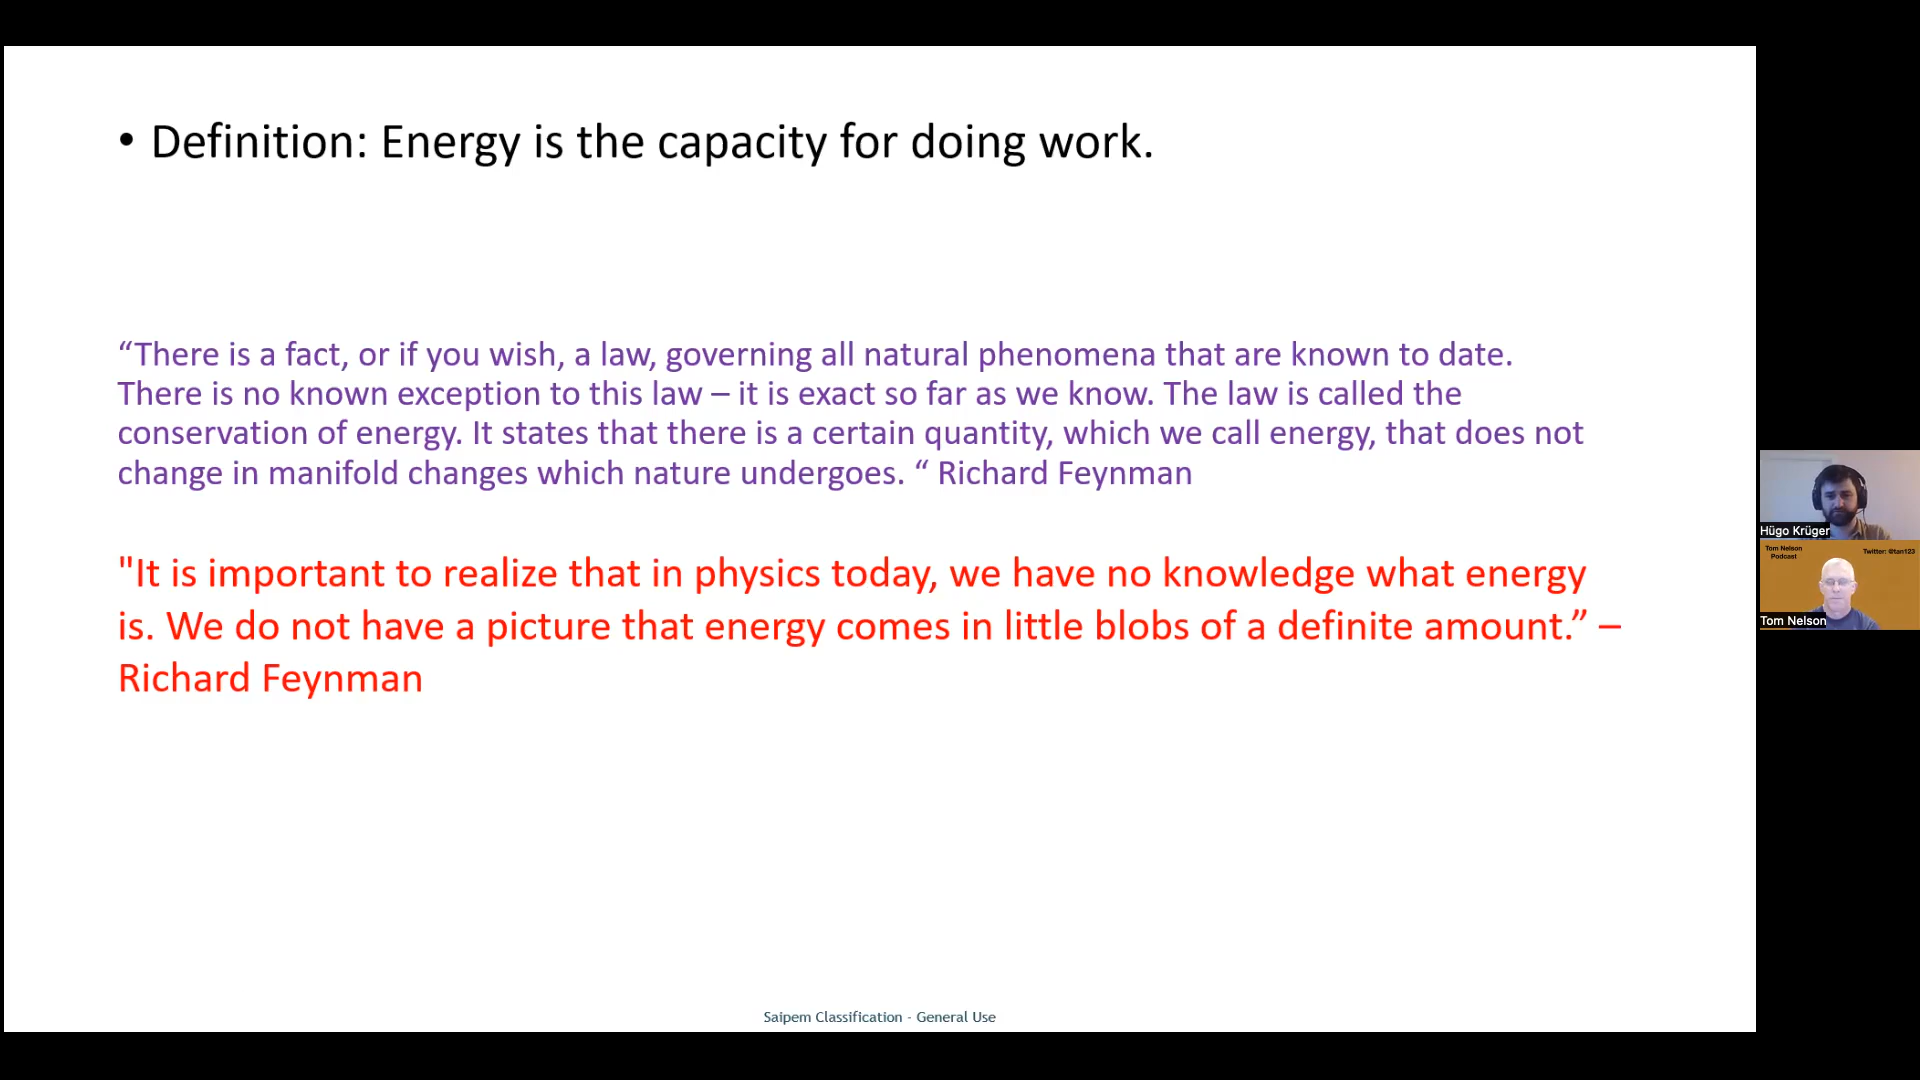 • Definition: Energy is the capacity for doing work.
“There is a fact, or if you wish, a law, governing all natural phenomena that are known to date.
There is no known exception to this law – it is exact so far as we know. The law is called the
conservation of energy. It states that there is a certain quantity, which we call energy, that does not
change in manifold changes which nature undergoes. “ Richard Feynman
"It is important to realize that in physics today, we have no knowledge what energy
is. We do not have a picture that energy comes in little blobs of a definite amount.” –
Richard Feynman
Saipem Classification - General Use
Hügo Krüger
Tom Nelson
Podcast
Twitter: @tan123
Tom Nelson